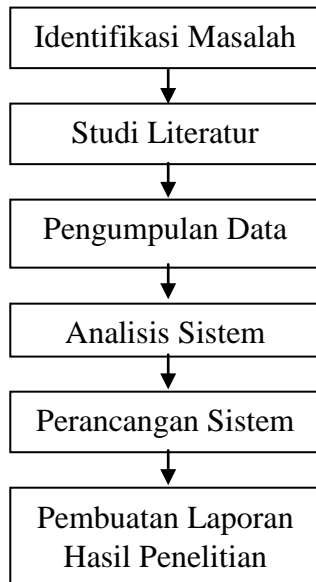 Identifikasi Masalah
Studi Literatur
Pengumpulan Data
Analisis Sistem
Perancangan Sistem
Pembuatan Laporan
Hasil Penelitian